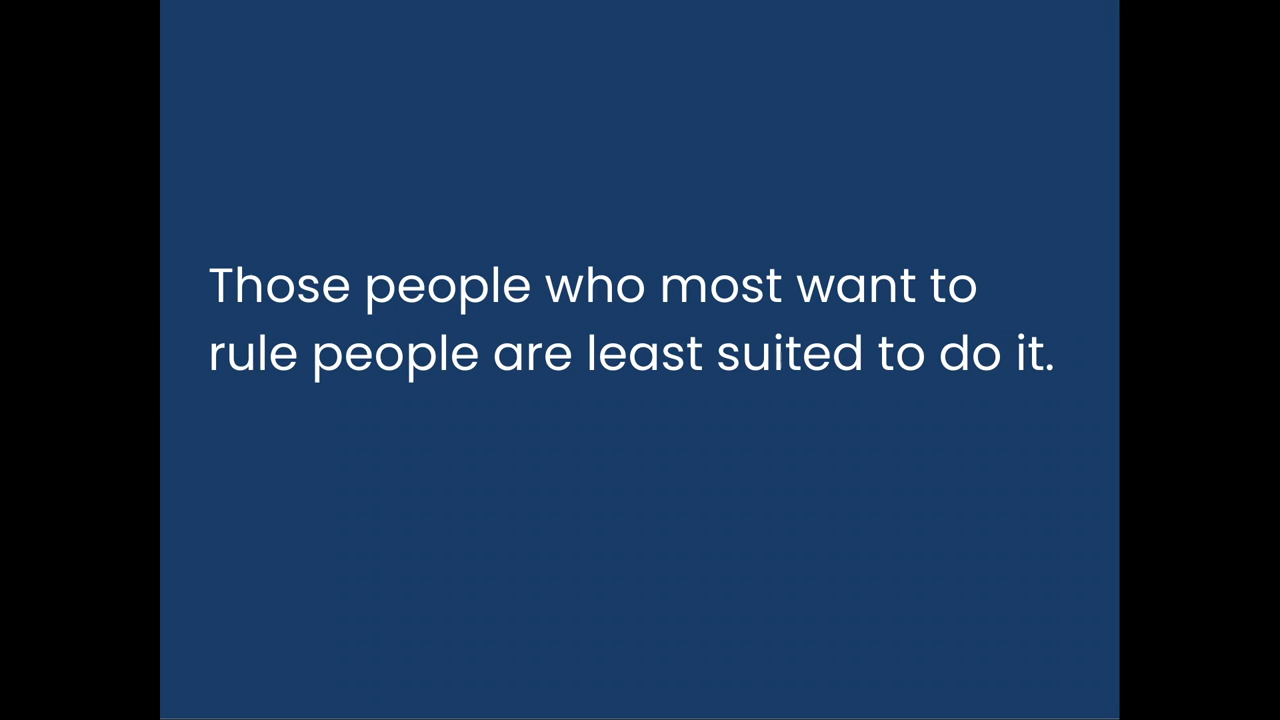 Those people who most want to
rule people are least suited to do it.